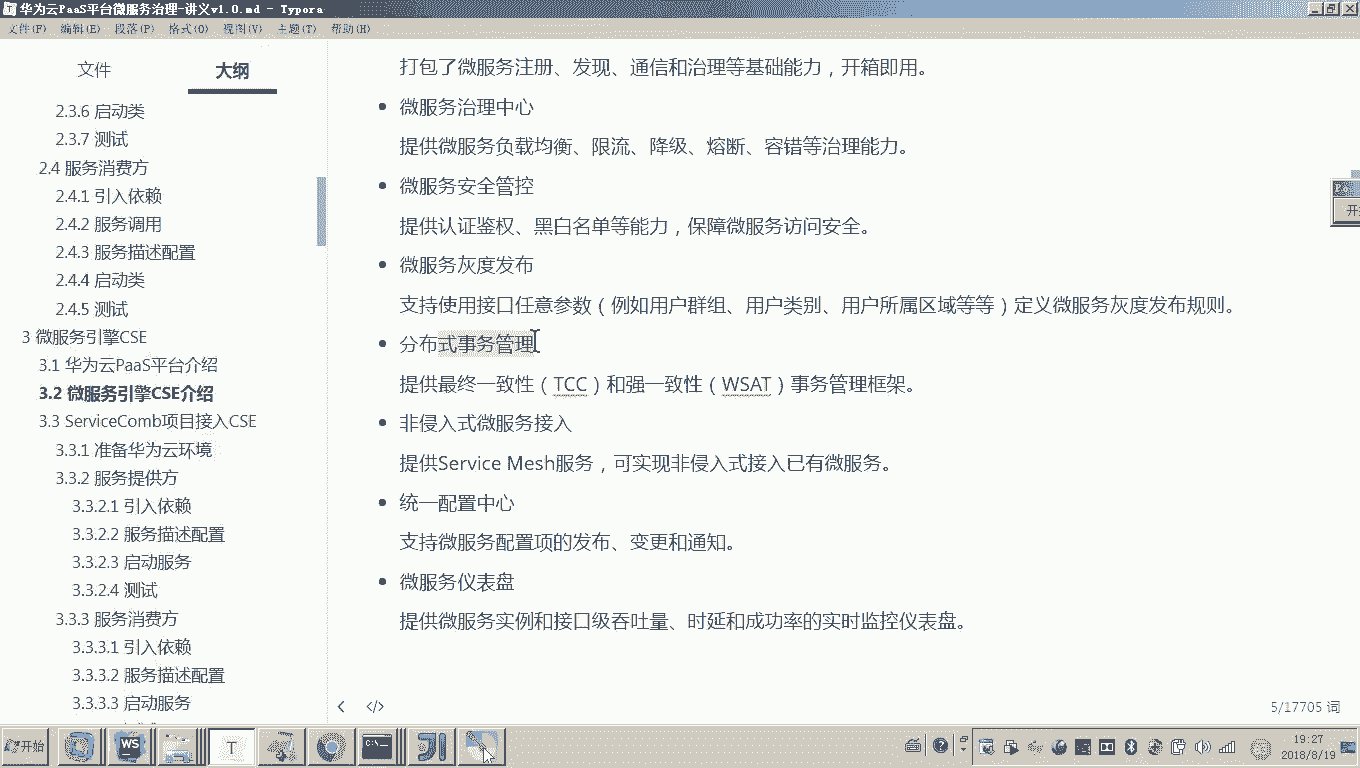 华为云PaaS平台微服务治理-讲义v1.0.md - Typora
文件(F) 编辑(E) 段落(P) 格式(O) 视图(V) 主题(T) 帮助(H)
文件 大纲
2.3.6 启动类
2.3.7 测试
2.4 服务消费方
2.4.1 引入依赖
2.4.2 服务调用
2.4.3 服务描述配置
2.4.4 启动类
2.4.5 测试
3 微服务引擎CSE
3.1 华为云PaaS平台介绍
3.2 微服务引擎CSE介绍
3.3 ServiceComb项目接入CSE
3.3.1 准备华为云环境
3.3.2 服务提供方
3.3.2.1 引入依赖
3.3.2.2 服务描述配置
3.3.2.3 启动服务
3.3.2.4 测试
3.3.3 服务消费方
3.3.3.1 引入依赖
3.3.3.2 服务描述配置
3.3.3.3 启动服务
打包了微服务注册、发现、通信和治理等基础能力，开箱即用。
• 微服务治理中心
提供微服务负载均衡、限流、降级、熔断、容错等治理能力。
• 微服务安全管控
提供认证鉴权、黑白名单等能力，保障微服务访问安全。
• 微服务灰度发布
支持使用接口任意参数（例如用户群组、用户类别、用户所属区域等等）定义微服务灰度发布规则。
• 分布式事务管理
提供最终一致性（TCC）和强一致性（WSAT）事务管理框架。
• 非侵入式微服务接入
提供Service Mesh服务，可实现非侵入式接入已有微服务。
• 统一配置中心
支持微服务配置项的发布、变更和通知。
• 微服务仪表盘
提供微服务实例和接口级吞吐量、时延和成功率的实时监控仪表盘。
5/17705 词
开始
WS
T
19:27
2018/8/19